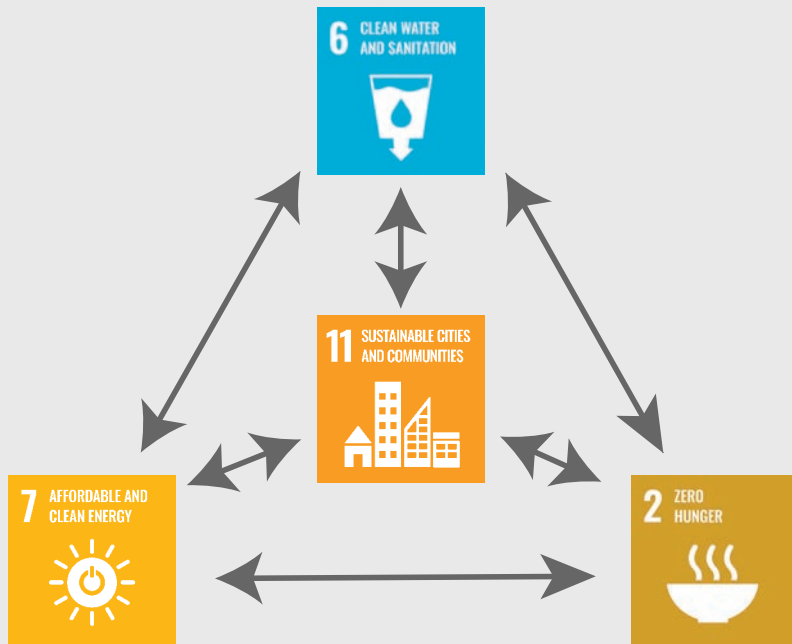 6 CLEAN WATER
AND SANITATION
11 SUSTAINABLE CITIES
AND COMMUNITIES
7 AFFORDABLE AND
CLEAN ENERGY
2 ZERO
HUNGER